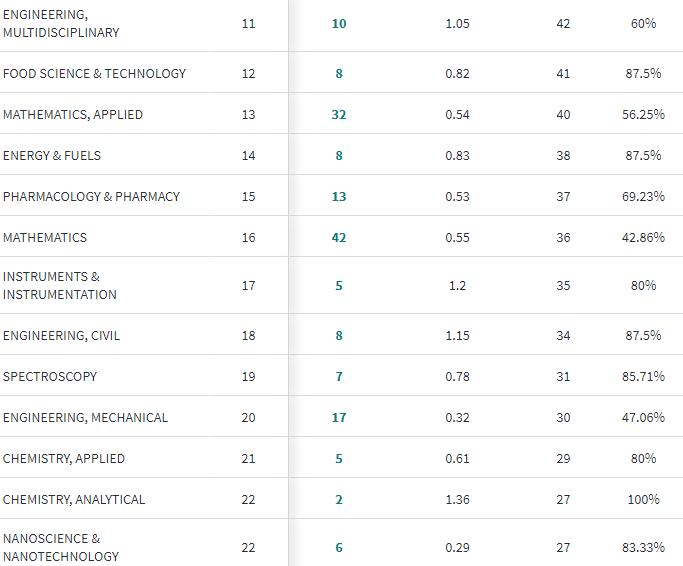 ENGINEERING,
MULTIDISCIPLINARY 11 10 1.05 42 60%
FOOD SCIENCE & TECHNOLOGY 12 8 0.82 41 87.5%
MATHEMATICS, APPLIED 13 32 0.54 40 56.25%
ENERGY & FUELS 14 8 0.83 38 87.5%
PHARMACOLOGY & PHARMACY 15 13 0.53 37 69.23%
MATHEMATICS 16 42 0.55 36 42.86%
INSTRUMENTS &
INSTRUMENTATION 17 5 1.2 35 80%
ENGINEERING, CIVIL 18 8 1.15 34 87.5%
SPECTROSCOPY 19 7 0.78 31 85.71%
ENGINEERING, MECHANICAL 20 17 0.32 30 47.06%
CHEMISTRY, APPLIED 21 5 0.61 29 80%
CHEMISTRY, ANALYTICAL 22 2 1.36 27 100%
NANOSCIENCE &
NANOTECHNOLOGY 22 6 0.29 27 83.33%